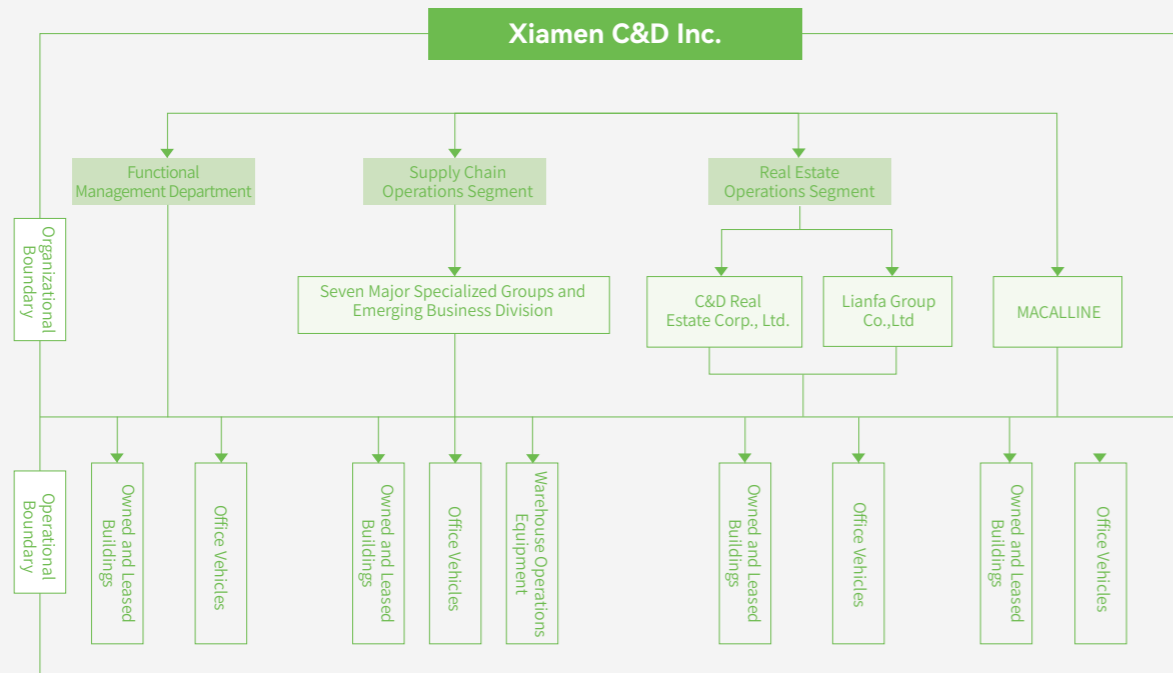 Xiamen C&D Inc.
Functional
Management Department
Supply Chain
Operations Segment
Real Estate
Operations Segment
Organizational
Boundary
Seven Major Specialized Groups and
Emerging Business Division
C&D Real
Estate Corp., Ltd.
Lianfa Group
Co.,Ltd
MACALLINE
Operational
Boundary
Owned and Leased
Buildings
Office Vehicles
Owned and Leased
Buildings
Office Vehicles
Warehouse Operations
Equipment
Owned and Leased
Buildings
Office Vehicles
Owned and Leased
Buildings
Office Vehicles